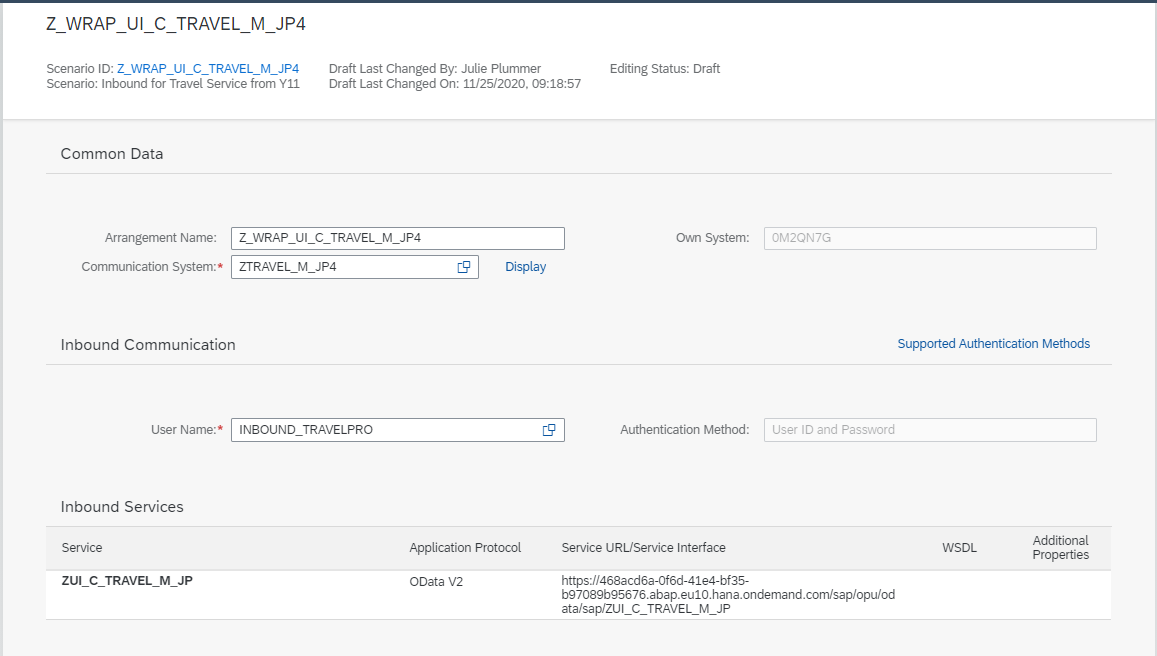 Z_WRAP_UI_C_TRAVEL_M_JP4
Scenario ID: Z_WRAP_UI_C_TRAVEL_M_JP4 Draft Last Changed By: Julie Plummer Editing Status: Draft
Scenario: Inbound for Travel Service from Y11 Draft Last Changed On: 11/25/2020, 09:18:57
Common Data
Arrangement Name: Z_WRAP_UI_C_TRAVEL_M_JP4 Own System: 0M2QN7G
Communication System:* ZTRAVEL_M_JP4 Display
Inbound Communication Supported Authentication Methods
User Name:* INBOUND_TRAVELPRO Authentication Method: User ID and Password
Inbound Services
Service Application Protocol Service URL/Service Interface WSDL Additional
Properties
ZUI_C_TRAVEL_M_JP OData V2 https://468acd6a-0f6d-41e4-bf35-
b97089b95676.abap.eu10.hana.ondemand.com/sap/opu/od
ata/sap/ZUI_C_TRAVEL_M_JP